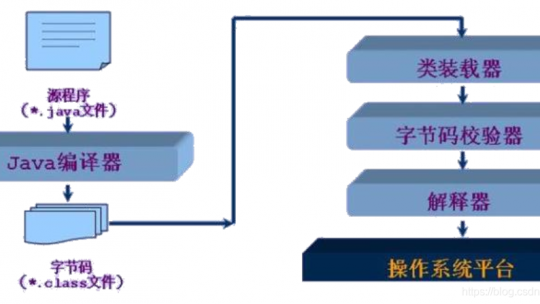 源程序
(*.java文件)
Java编译器
字节码
(*.class文件)
类装载器
字节码校验器
解释器
操作系统平台
https://blog.csdn